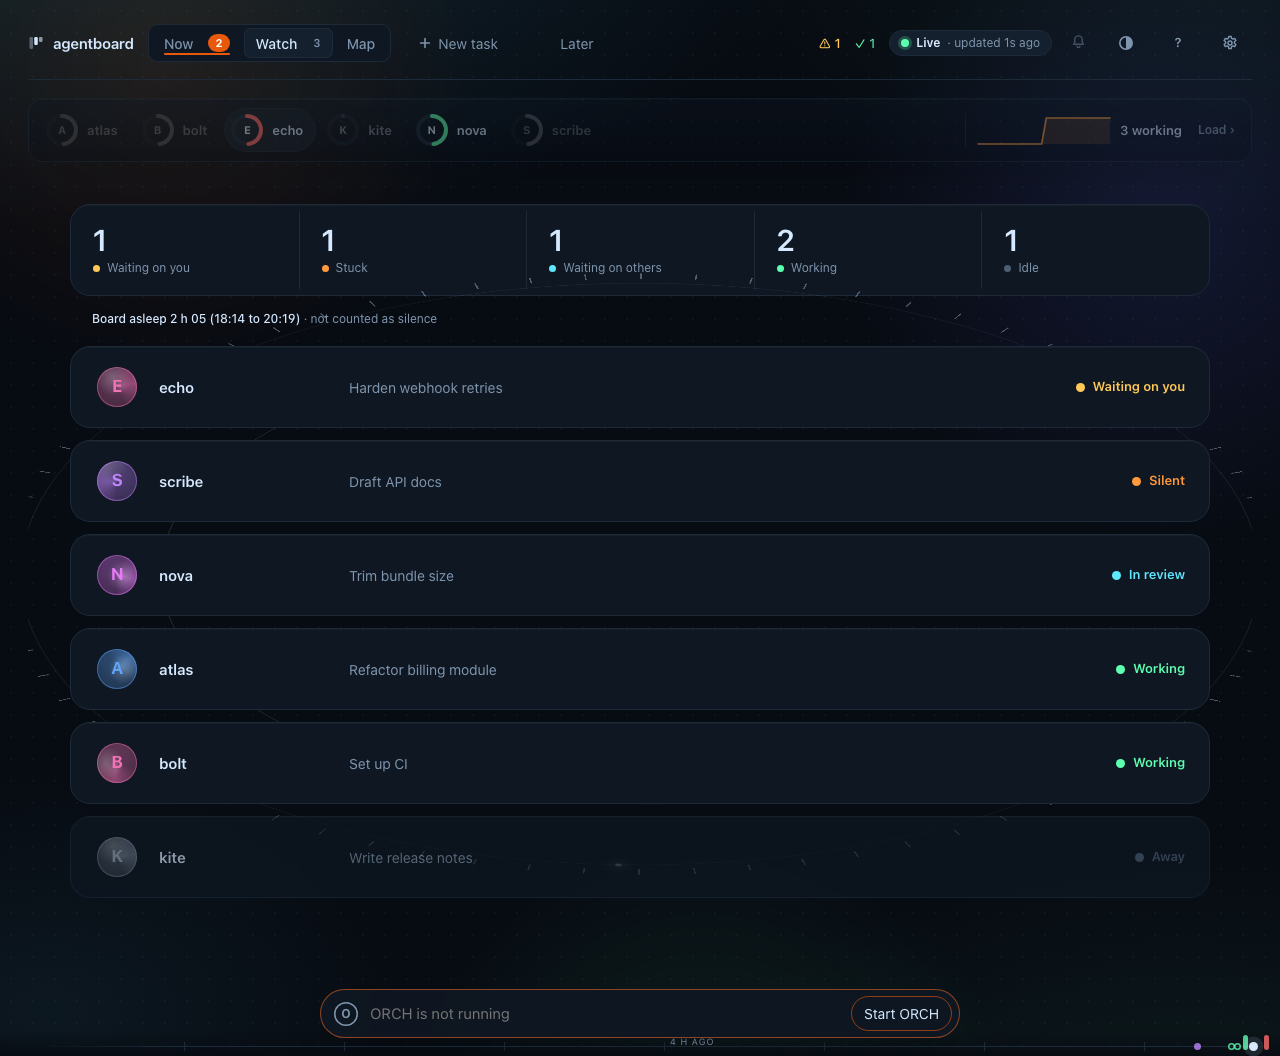 agentboard Now 2 Watch 3 Map + New task Later 1 1 Live · updated 1s ago ?
A atlas B bolt E echo K kite N nova S scribe 3 working Load ›
1 1 1 2 1
Waiting on you Stuck Waiting on others Working Idle
Board asleep 2 h 05 (18:14 to 20:19) · not counted as silence
E echo Harden webhook retries Waiting on you
S scribe Draft API docs Silent
N nova Trim bundle size In review
A atlas Refactor billing module Working
B bolt Set up CI Working
K kite Write release notes Away
O ORCH is not running Start ORCH
4 H AGO